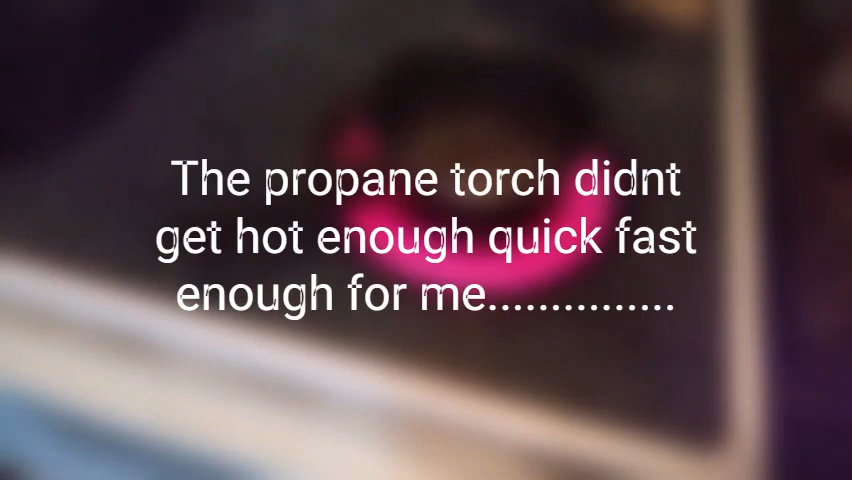 The propane torch didnt
get hot enough quick fast
enough for me...............